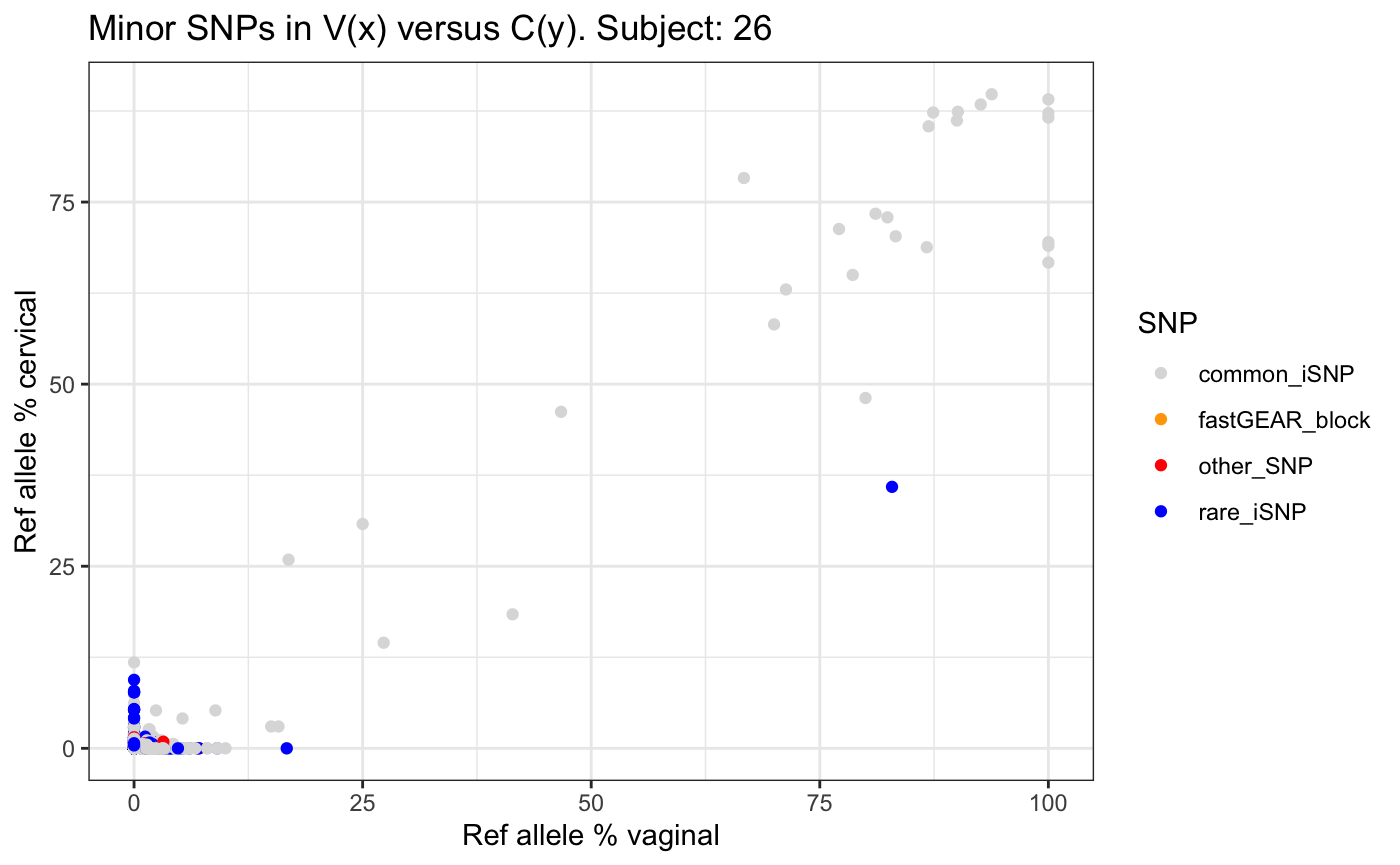 Minor SNPs in V(x) versus C(y). Subject: 26
Ref allele % cervical
75
50
25
0
0 25 50 75 100
Ref allele % vaginal
SNP
common_iSNP
fastGEAR_block
other_SNP
rare_iSNP